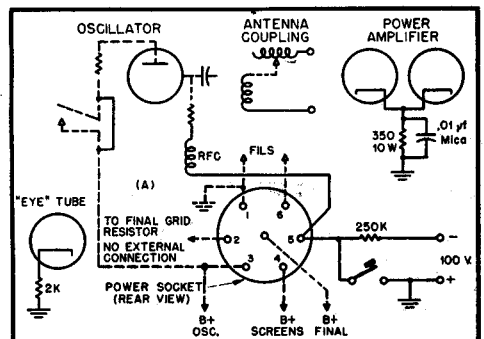 OSCILLATOR
ANTENNA
COUPLING
POWER
AMPLIFIER
350
10W
.01 µf
Mica
RFC
FILS
(A)
"EYE" TUBE
2K
1
6
2
5
3
4
TO FINAL GRID
RESISTOR
NO EXTERNAL
CONNECTION
POWER SOCKET
(REAR VIEW)
250K
–
100 V.
+
B+
OSC.
B+
SCREENS
B+
FINAL